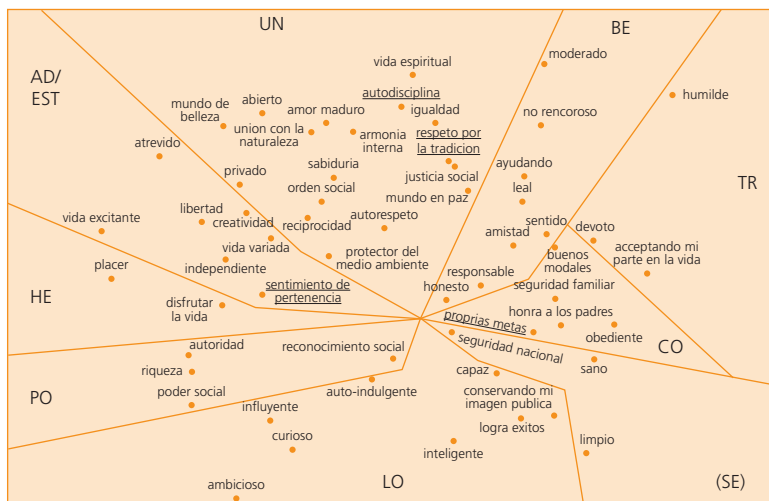 UN
BE
moderado
vida espiritual
AD/
EST
autodisciplina
humilde
mundo de
belleza
abierto
amor maduro
igualdad
no rencoroso
union con la
naturaleza
armonia
interna
respeto por
la tradicion
atrevido
ayudando
sabiduria
justicia social
privado
leal
TR
orden social
mundo en paz
libertad
creatividad
reciprocidad
autorespeto
vida excitante
sentido
devoto
amistad
vida variada
acceptando mi
parte en la vida
protector del
medio ambiente
buenos
modales
placer
independiente
responsable
HE
sentimiento de
pertenencia
honesto
seguridad familiar
disfrutar
la vida
proprias metas
honra a los padres
obediente
autoridad
reconocimiento social
seguridad nacional
CO
riqueza
capaz
sano
PO
poder social
auto-indulgente
conservando mi
imagen publica
influyente
logra exitos
curioso
inteligente
limpio
ambicioso
LO
(SE)